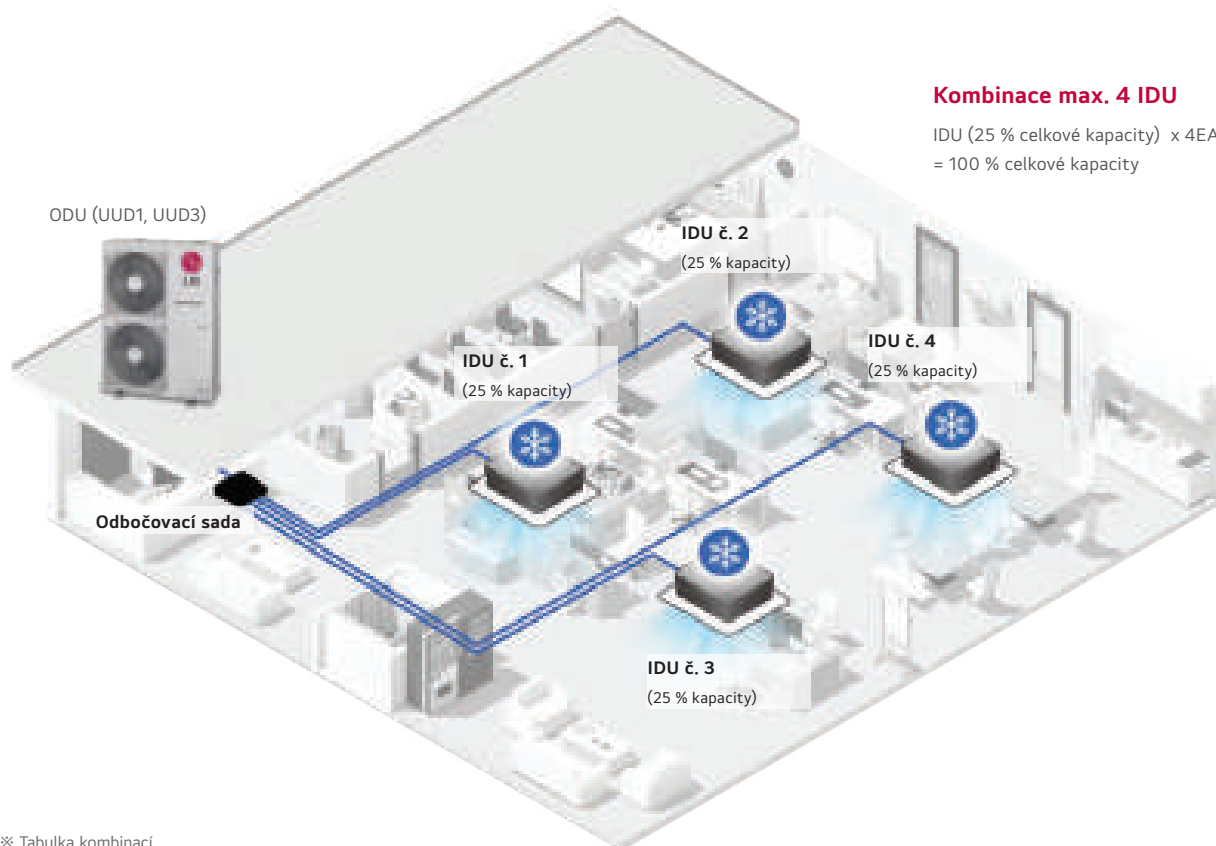 Kombinace max. 4 IDU
IDU (25 % celkové kapacity) x 4EA
= 100 % celkové kapacity
ODU (UUD1, UUD3)
LG
IDU č. 2
(25 % kapacity)
IDU č. 4
(25 % kapacity)
IDU č. 1
(25 % kapacity)
Odbočovací sada
IDU č. 3
(25 % kapacity)
※ Tabulka kombinací